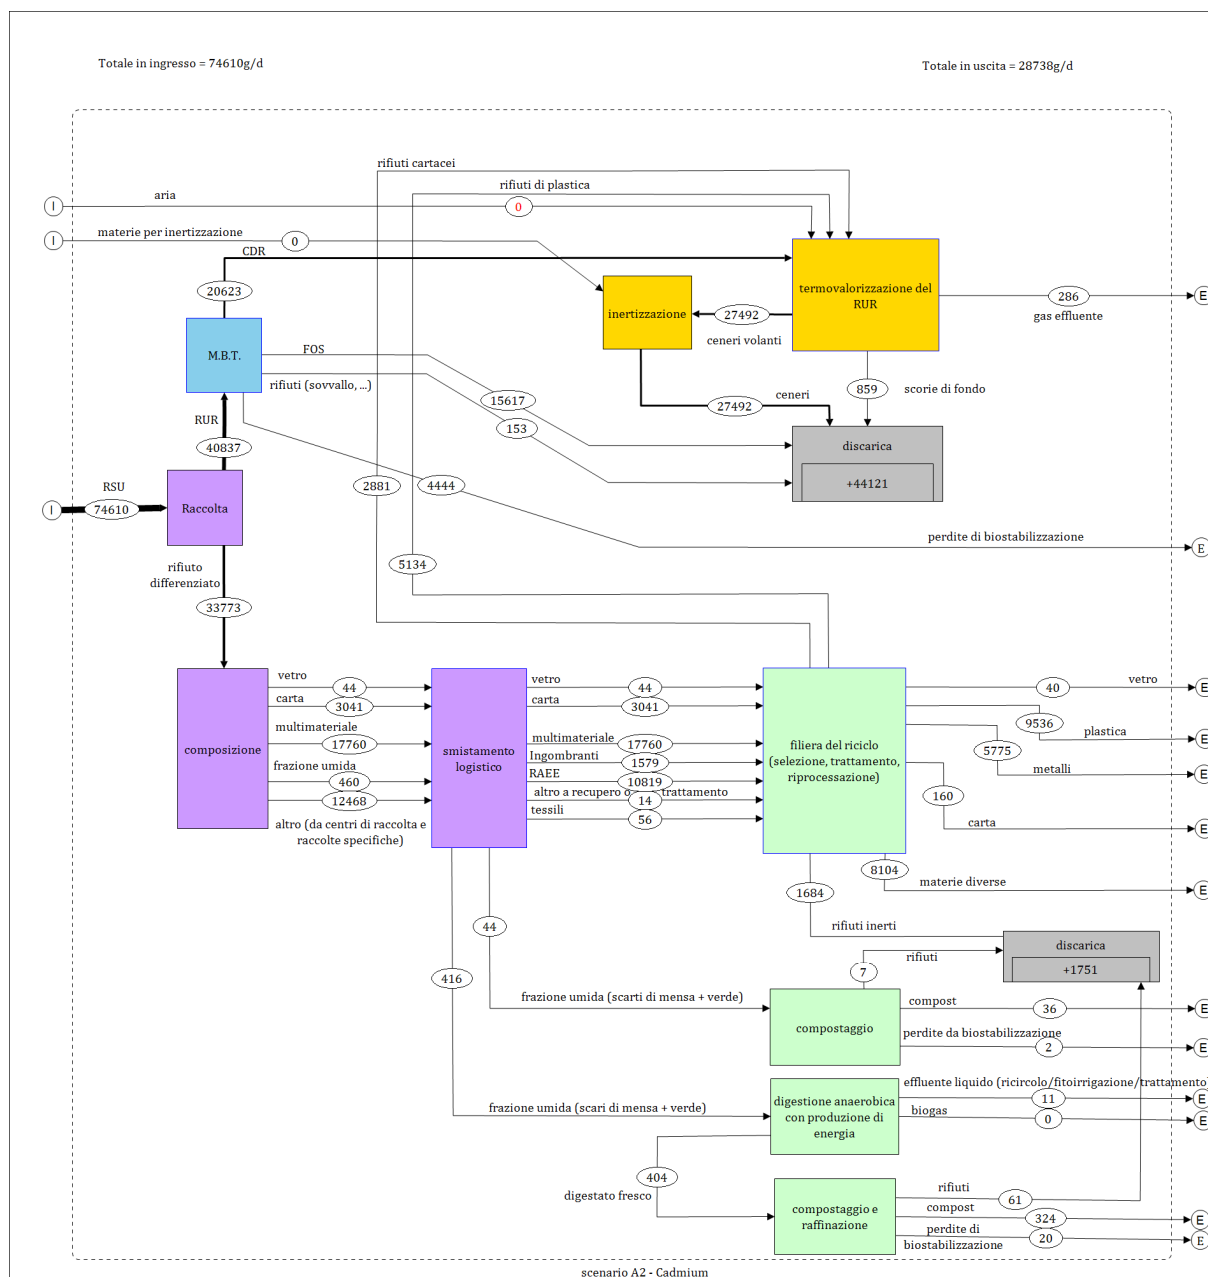 Totale in ingresso = 74610g/d
Totale in uscita = 28738g/d
rifiuti cartacei
rifiuti di plastica
aria
I
0
materie per inertizzazione
I
0
CDR
20623
termovalorizzazione del
RUR
286
E
gas effluente
inertizzazione
27492
ceneri volanti
M.B.T.
FOS
rifiuti (sovvallo, ...)
15617
153
859
scorie di fondo
ceneri
27492
RUR
40837
discarica
+44121
2881
4444
RSU
I
74610
Raccolta
perdite di biostabilizzazione
E
5134
rifiuto
differenziato
33773
composizione
vetro
44
carta
3041
multimateriale
17760
frazione umida
460
12468
altro (da centri di raccolta e
raccolte specifiche)
smistamento
logistico
vetro
44
carta
3041
multimateriale
17760
Ingombranti
1579
RAEE
10819
altro a recupero o trattamento
14
tessili
56
filiera del riciclo
(selezione, trattamento,
riprocessazione)
40
vetro
E
9536
plastica
E
5775
metalli
E
160
carta
E
8104
materie diverse
E
1684
rifiuti inerti
discarica
+1751
rifiuti
7
44
416
frazione umida (scarti di mensa + verde)
compostaggio
compost
36
E
perdite da biostabilizzazione
2
E
frazione umida (scari di mensa + verde)
digestione anaerobica
con produzione di
energia
effluente liquido (ricircolo/fitoirrigazione/trattamento)
11
E
biogas
0
E
404
digestato fresco
compostaggio e
raffinazione
rifiuti
61
compost
324
E
perdite di
biostabilizzazione
20
E
scenario A2 - Cadmium